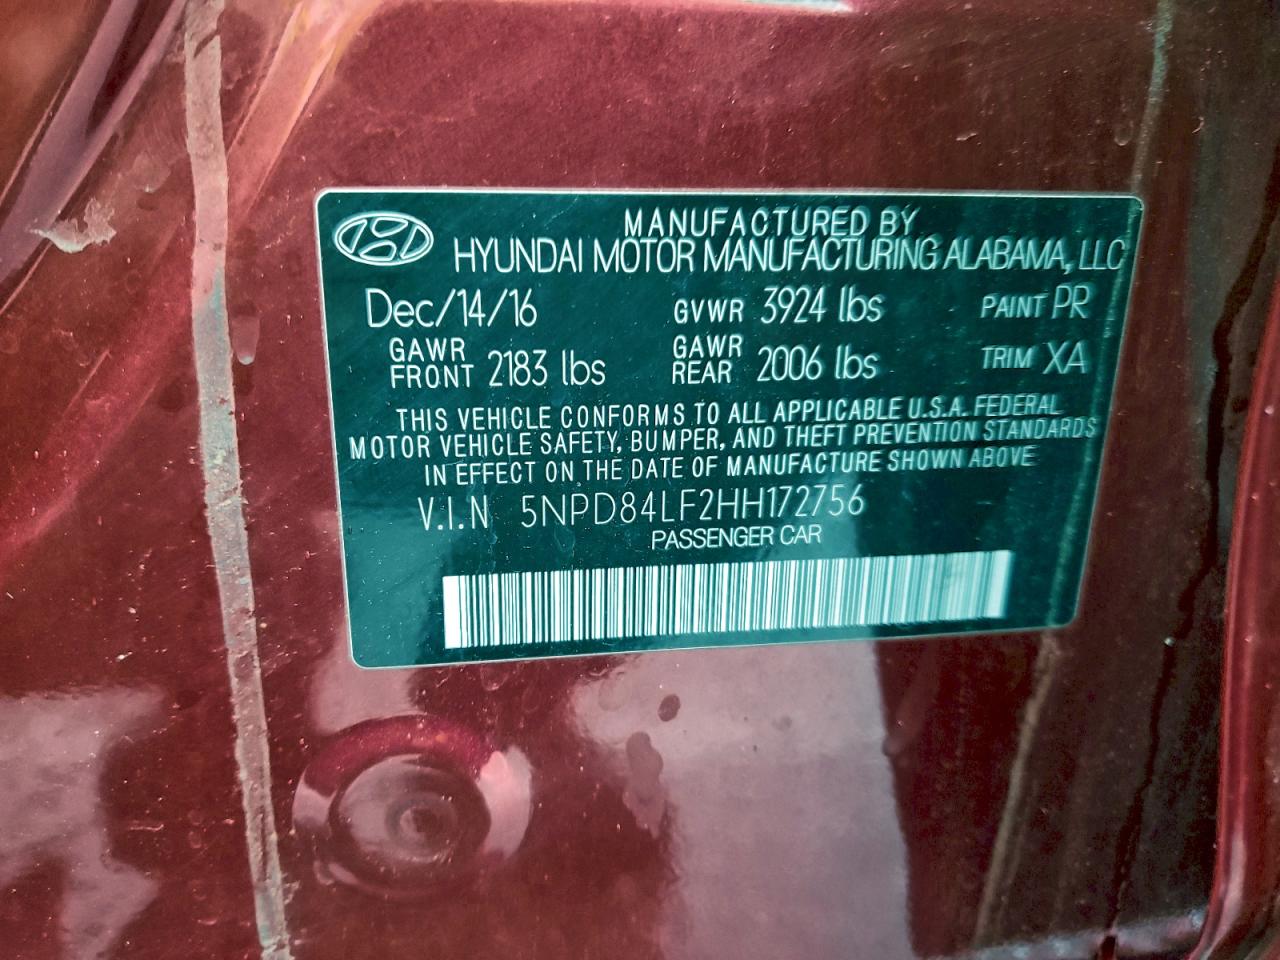 MANUFACTURED BY
HYUNDAI MOTOR MANUFACTURING ALABAMA, LLC
Dec/14/16 GVWR 3924 lbs PAINT PR
GAWR FRONT 2183 lbs GAWR REAR 2006 lbs TRIM XA
THIS VEHICLE CONFORMS TO ALL APPLICABLE U.S.A. FEDERAL
MOTOR VEHICLE SAFETY, BUMPER, AND THEFT PREVENTION STANDARDS
IN EFFECT ON THE DATE OF MANUFACTURE SHOWN ABOVE
V.I.N 5NPD84LF2HH172756
PASSENGER CAR